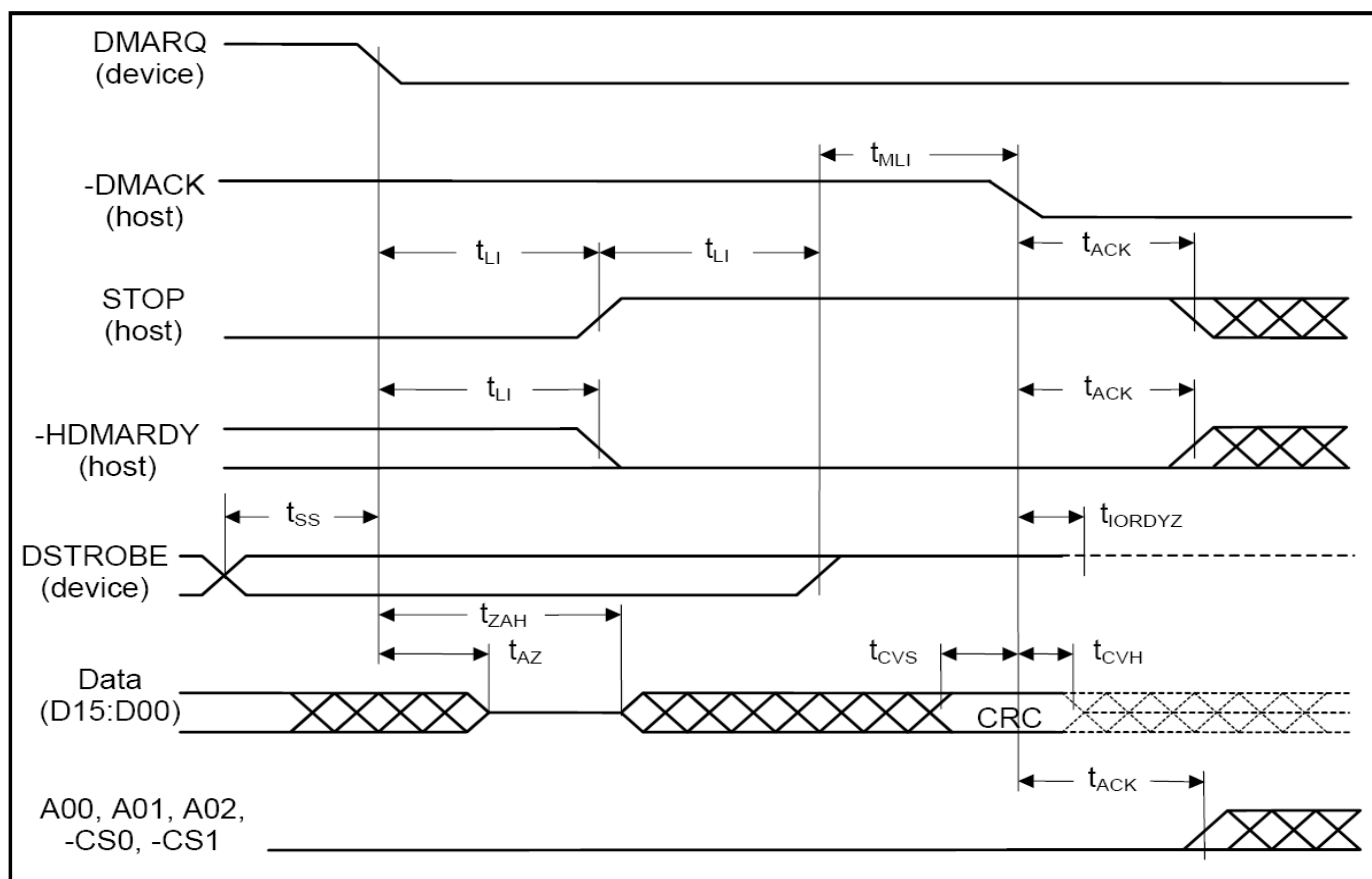 DMARQ
(device)
tMLI
-DMACK
(host)
tLI
tLI
tACK
STOP
(host)
tLI
tACK
-HDMARDY
(host)
tSS
tIORDYZ
DSTROBE
(device)
tZAH
tAZ
tCVS
tCVH
Data
(D15:D00)
CRC
tACK
A00, A01, A02,
-CS0, -CS1